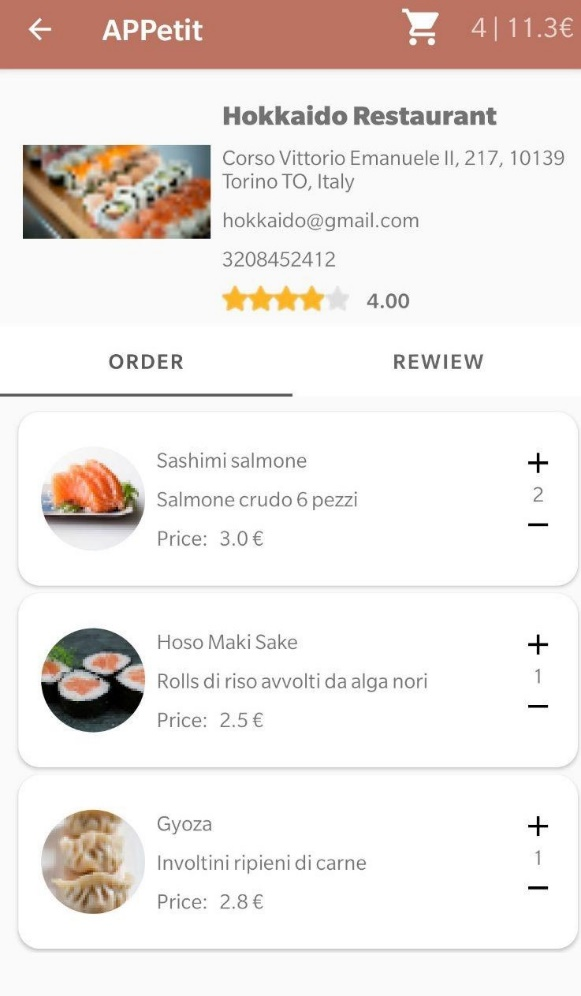 APPetit
4 | 11.3€
Hokkaido Restaurant
Corso Vittorio Emanuele II, 217, 10139
Torino TO, Italy
hokkaido@gmail.com
3208452412
4.00
ORDER
REWIEW
Sashimi salmone
+
Salmone crudo 6 pezzi
2
−
Price: 3.0 €
Hoso Maki Sake
+
Rolls di riso avvolti da alga nori
1
−
Price: 2.5 €
Gyoza
+
Involtini ripieni di carne
1
−
Price: 2.8 €